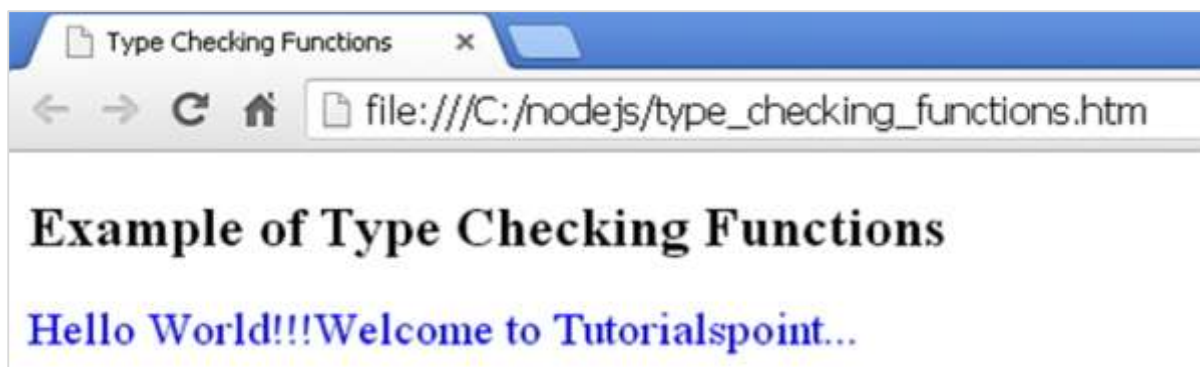 Type Checking Functions
file:///C:/nodejs/type_checking_functions.htm
Example of Type Checking Functions
Hello World!!!Welcome to Tutorialspoint...